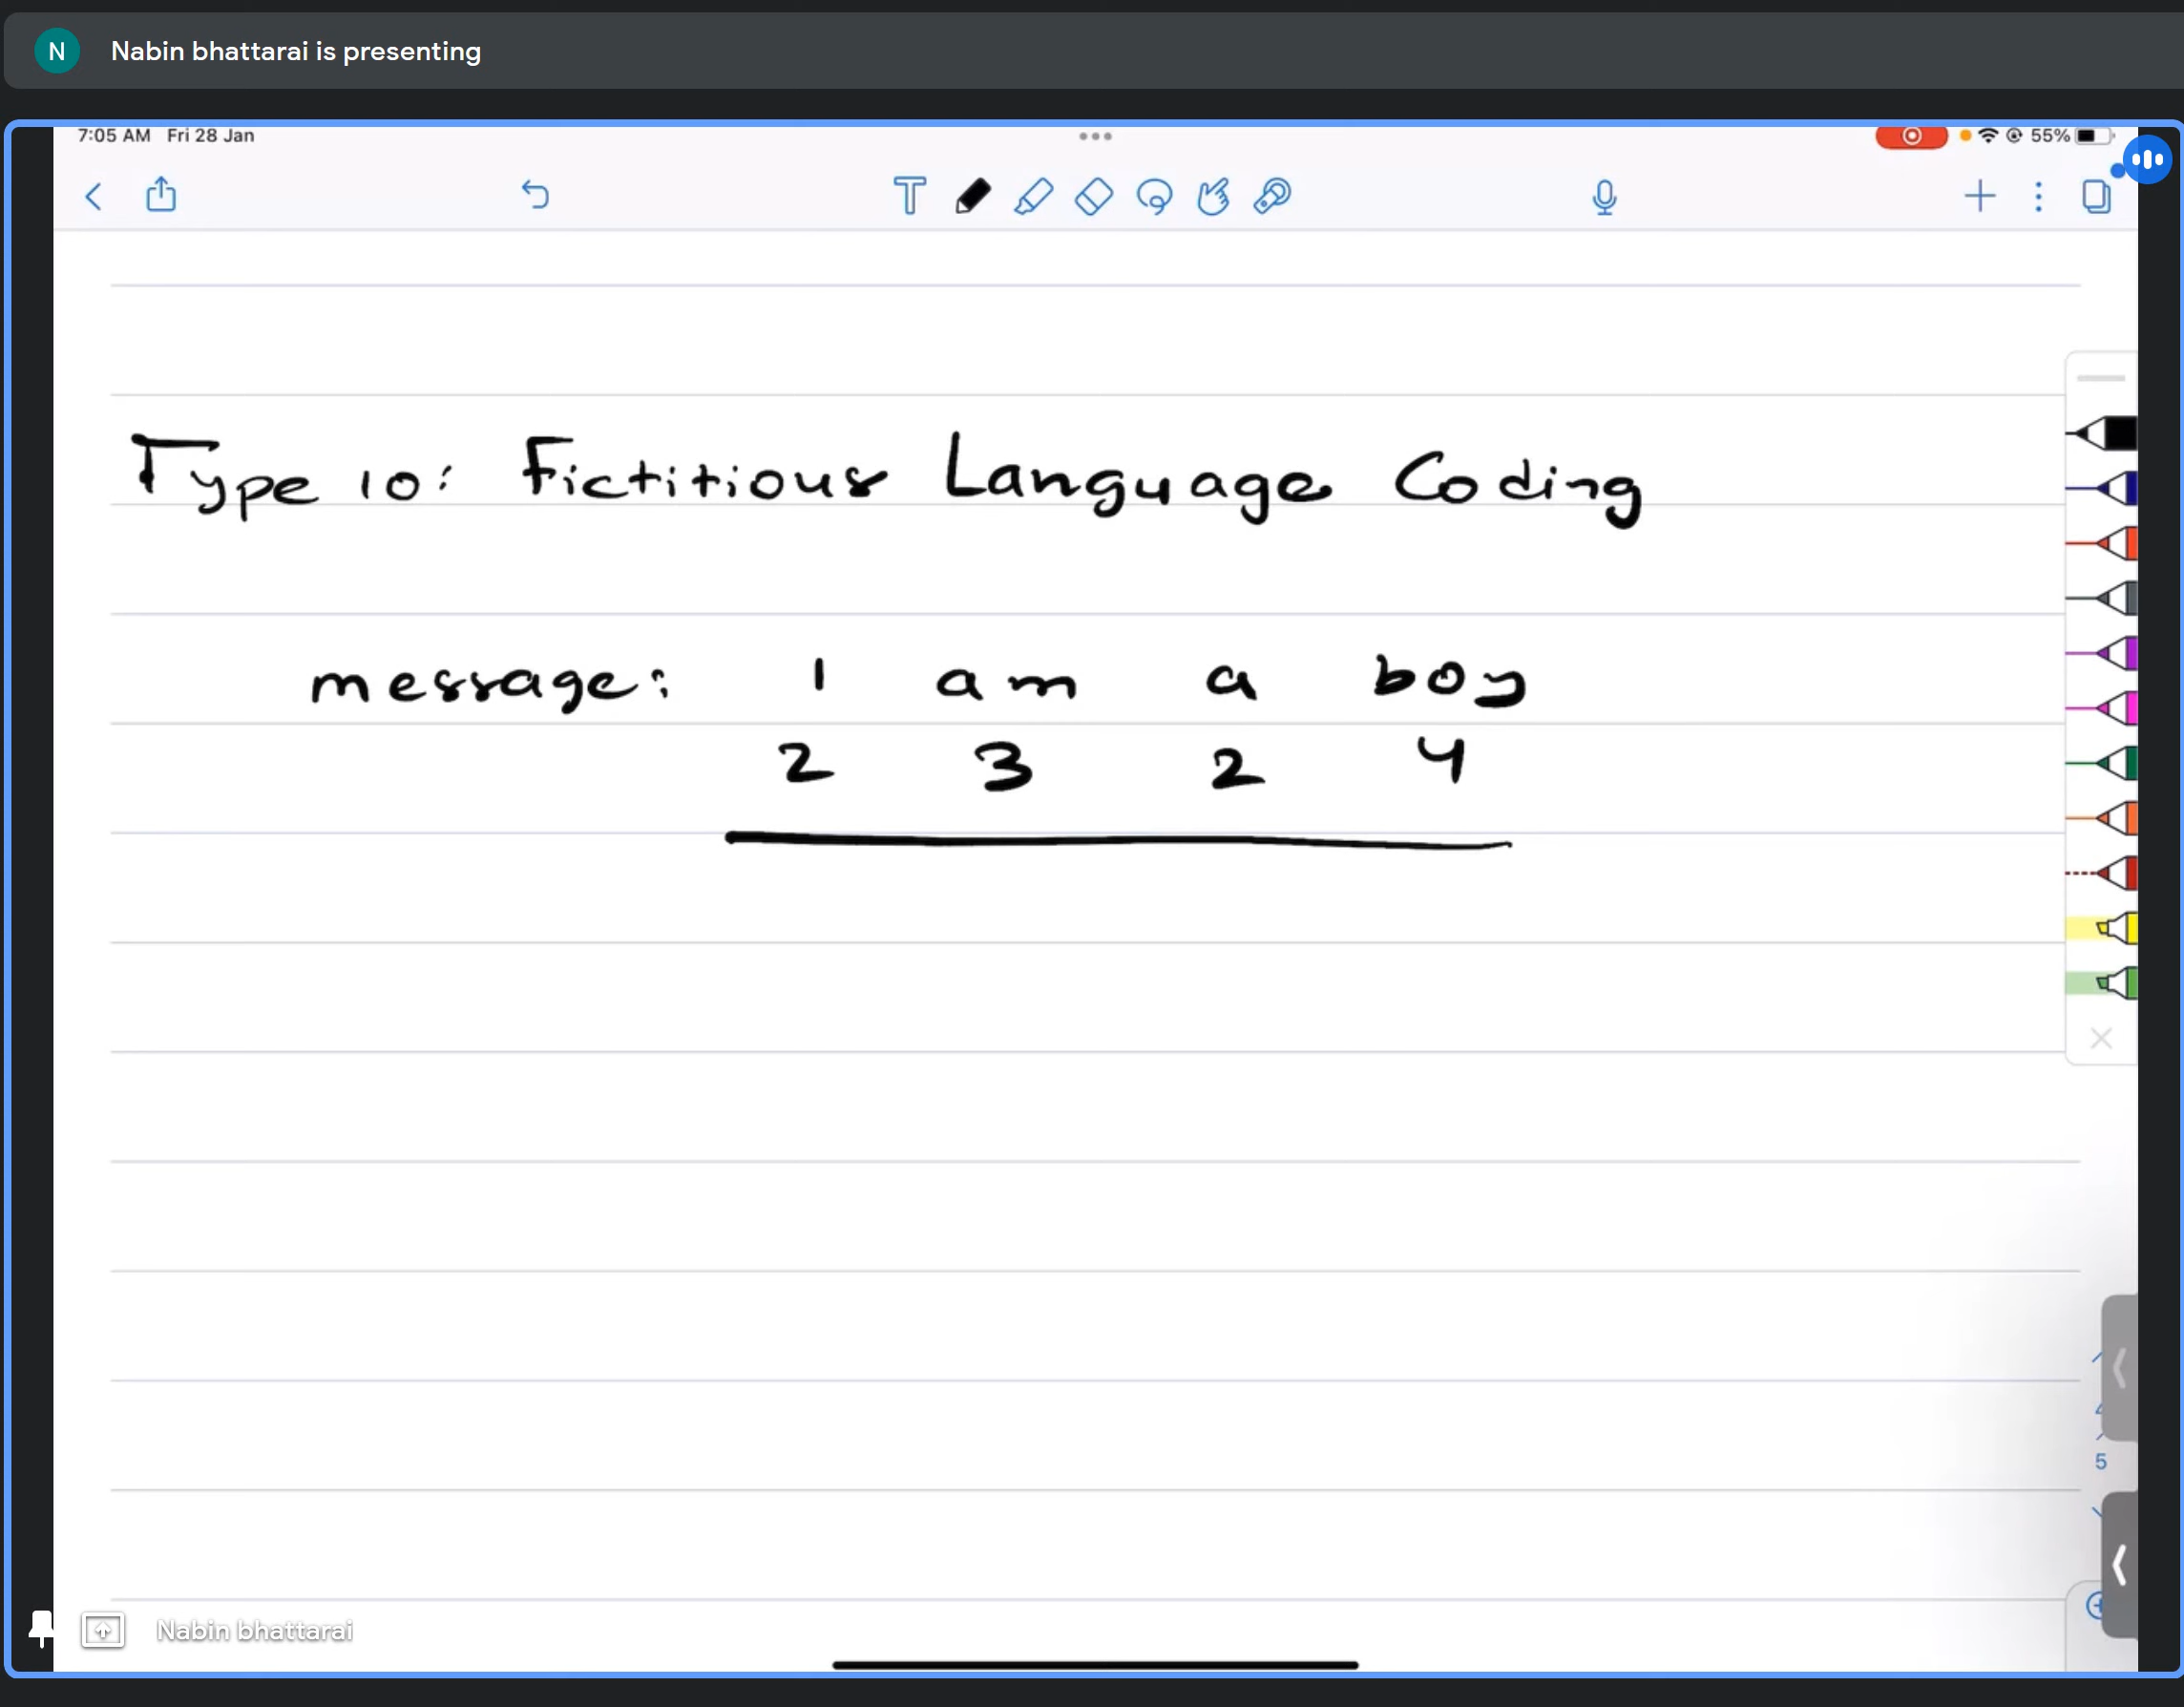 N Nabin bhattarai is presenting
7:05 AM Fri 28 Jan 55%
T
Type 10: Fictitious Language Coding
message: I am a boy
2 3 2 4
5
Nabin bhattarai